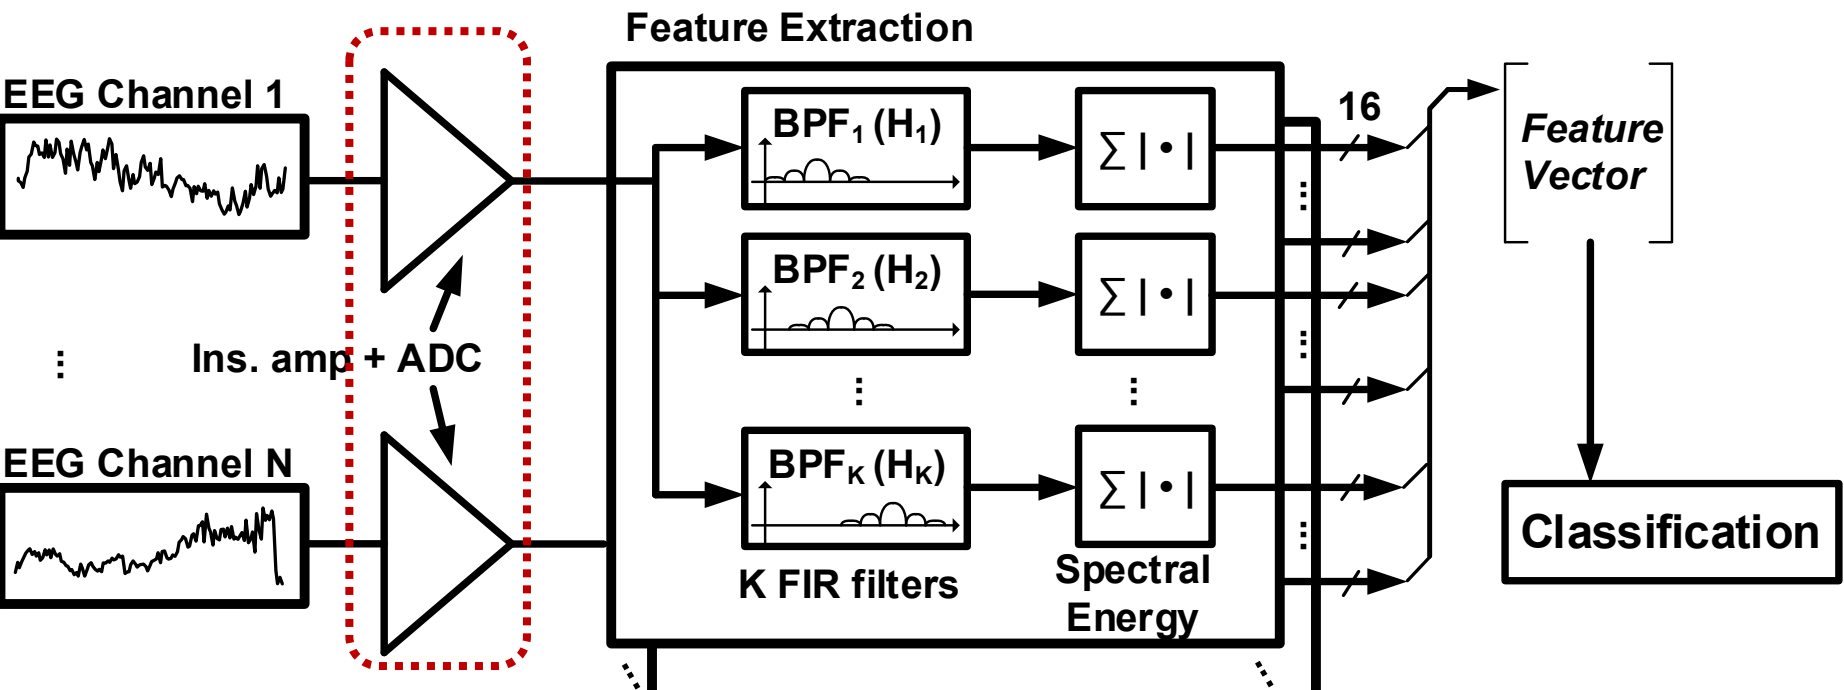 Feature Extraction
EEG Channel 1
BPF1 (H1)
∑ | • |
16
Feature
Vector
BPF2 (H2)
∑ | • |
Ins. amp + ADC
EEG Channel N
BPFK (HK)
∑ | • |
Classification
K FIR filters
Spectral
Energy